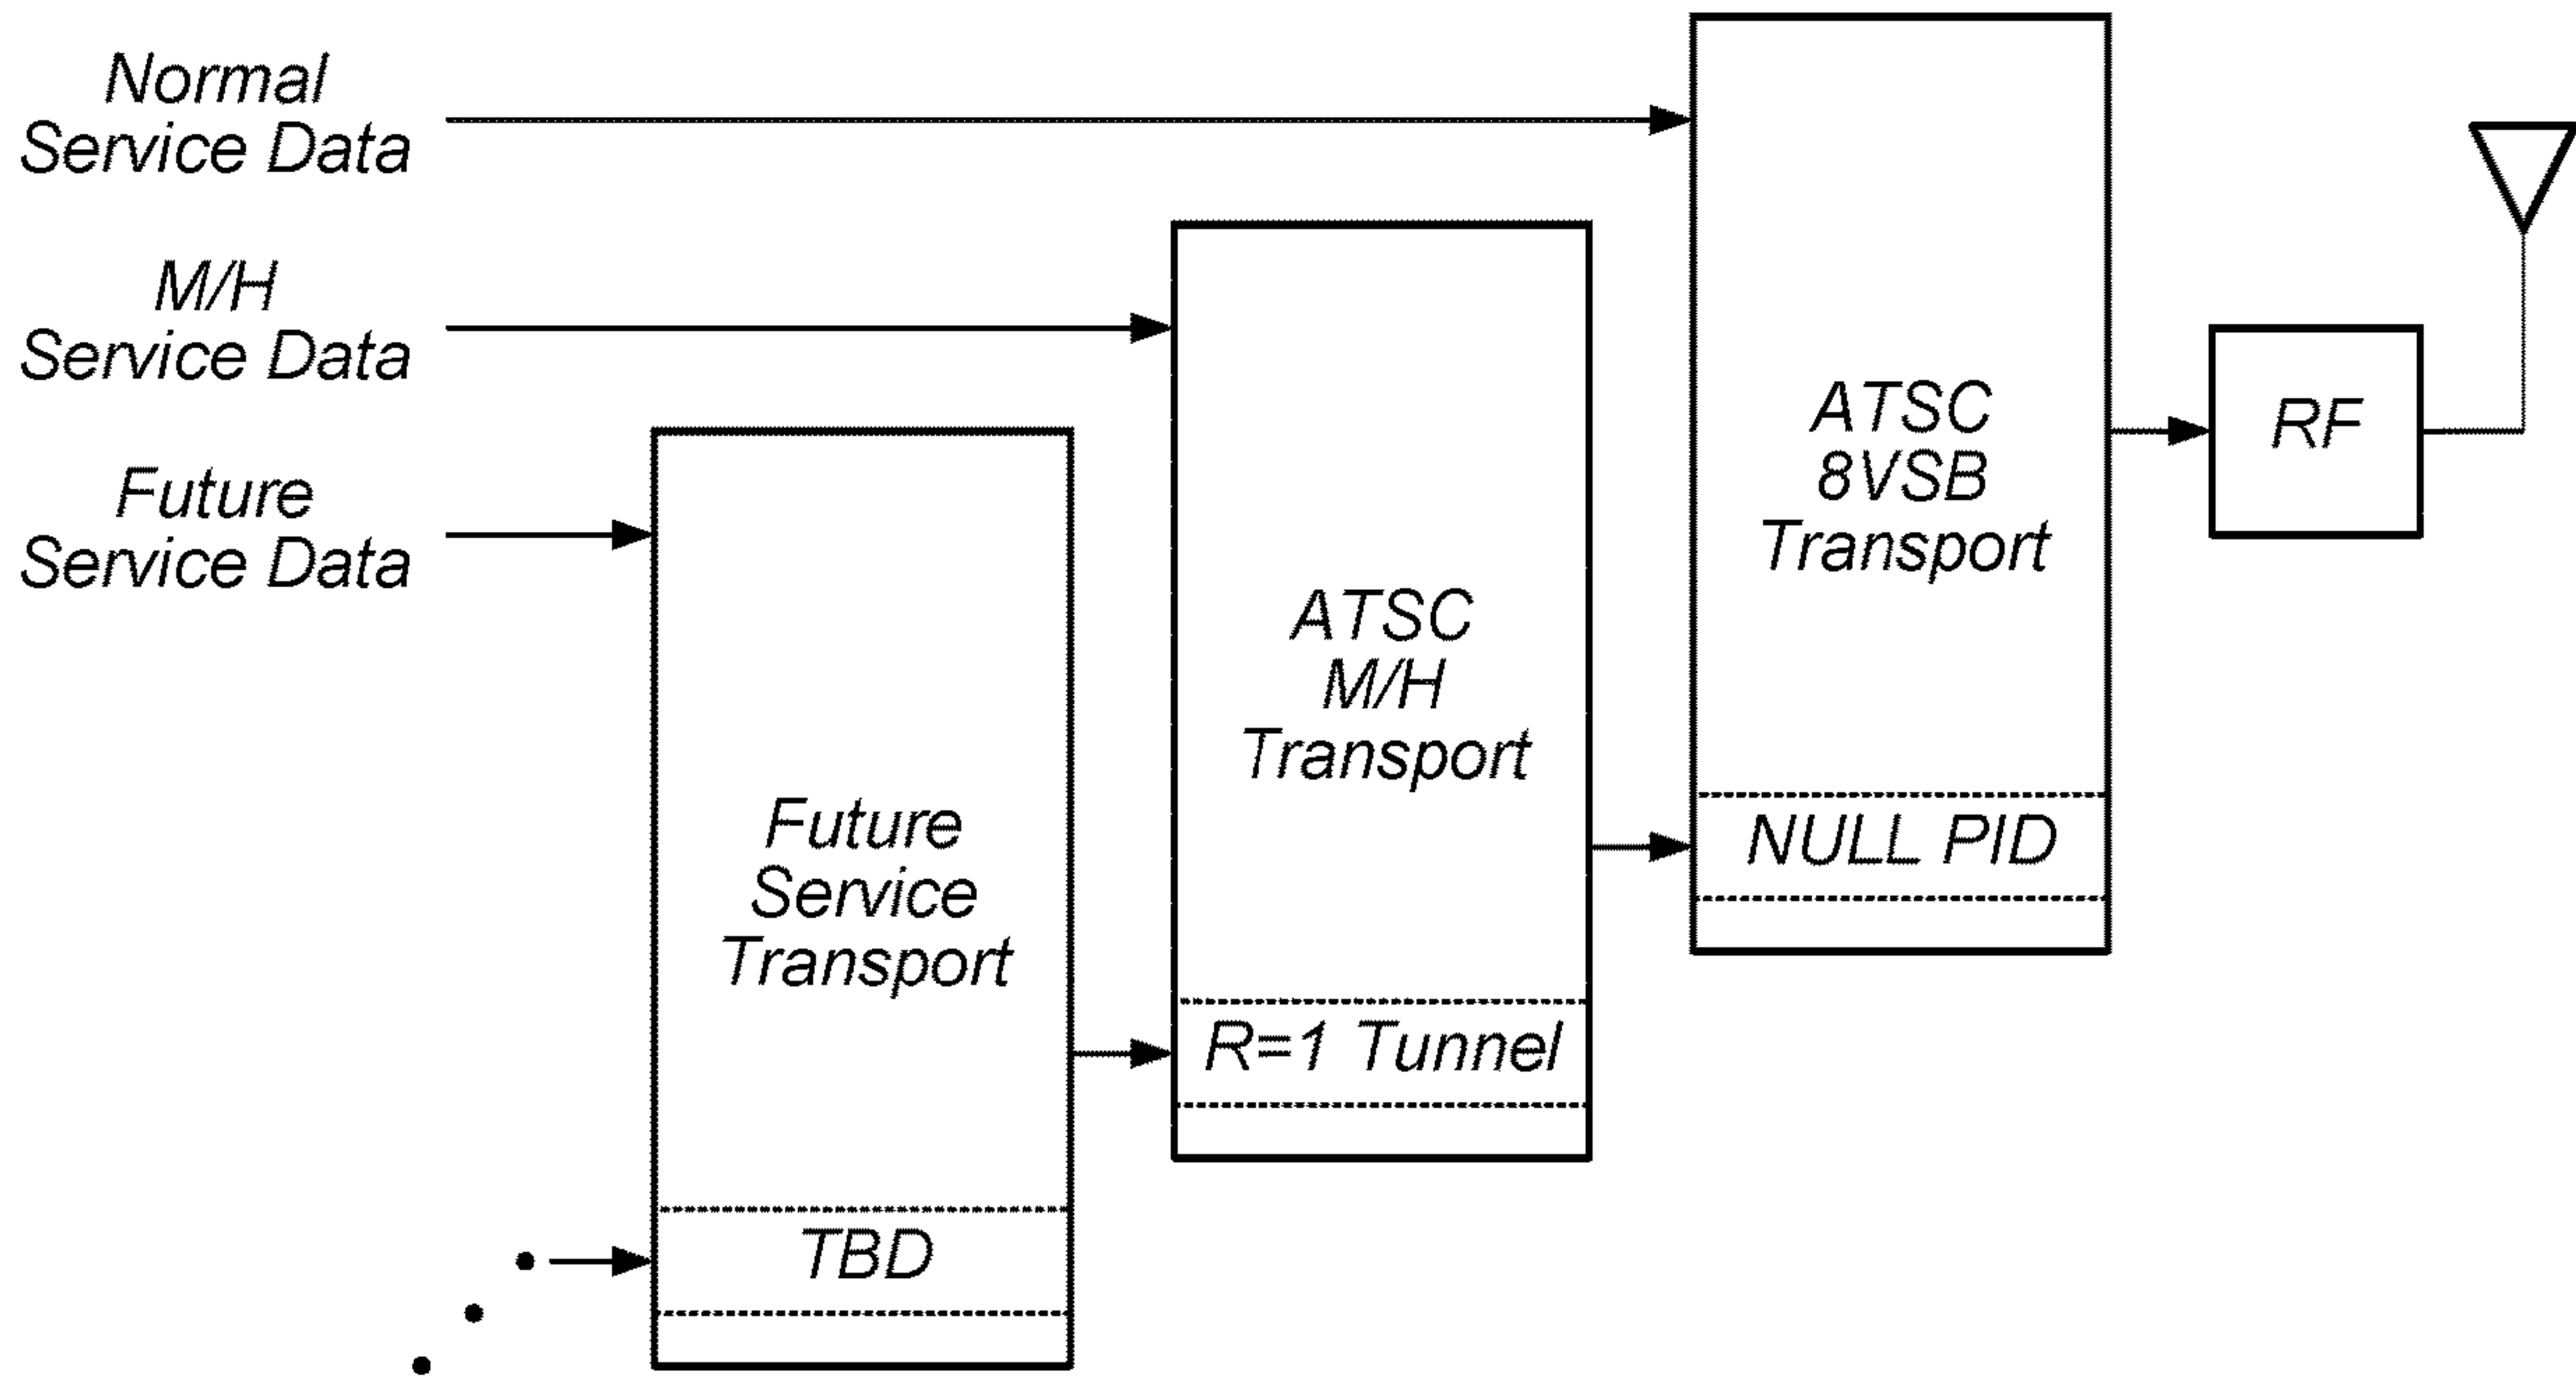 Normal
Service Data
M/H
Service Data
Future
Service Data
Future
Service
Transport
TBD
ATSC
M/H
Transport
R=1 Tunnel
ATSC
8VSB
Transport
NULL PID
RF